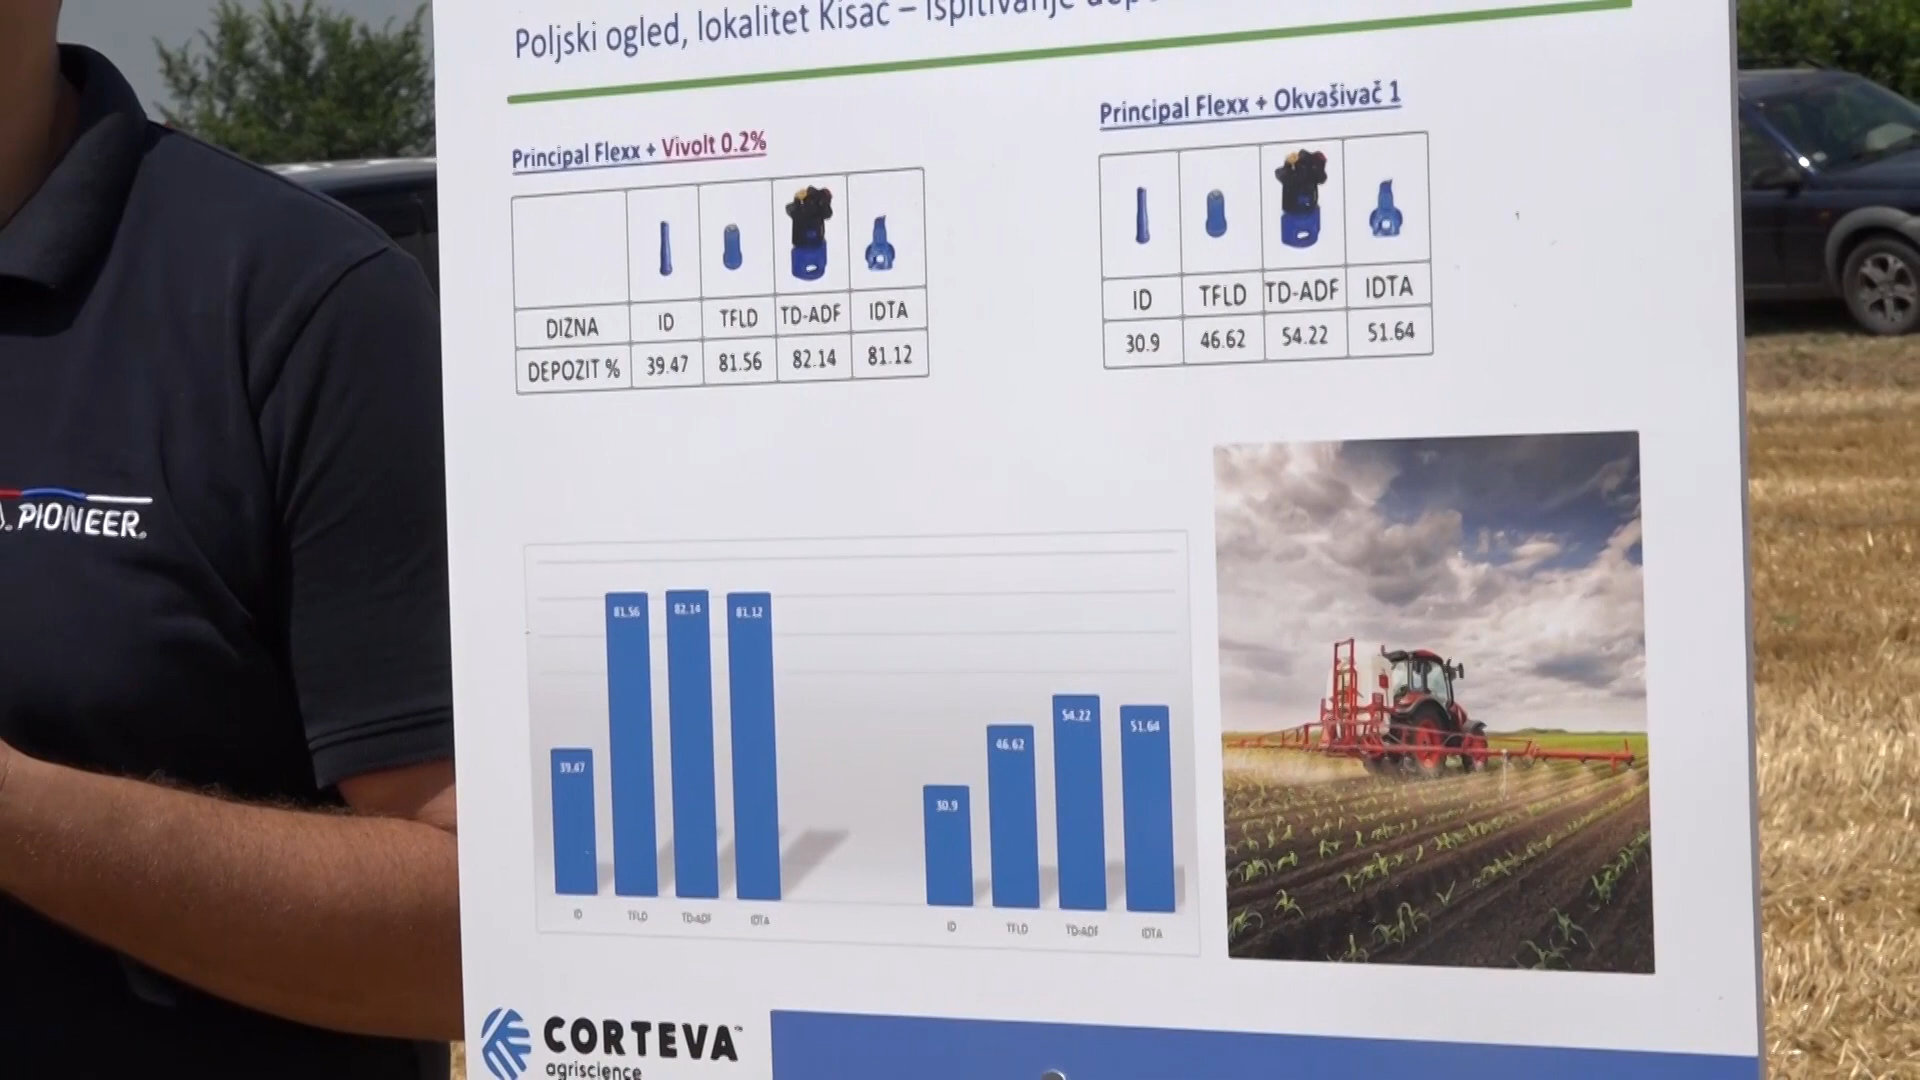 Poljski ogled, lokalitet Kisač – Ispitivanje
Principal Flexx + Vivolt 0.2%
DIZNA ID TFLD TD-ADF IDTA
DEPOZIT % 39.47 81.56 82.14 81.12
Principal Flexx + Okvašivač 1
ID TFLD TD-ADF IDTA
30.9 46.62 54.22 51.64
PIONEER.
39.47 81.56 82.14 81.12 30.9 46.62 54.22 51.64
ID TFLD TD-ADF IDTA ID TFLD TD-ADF IDTA
CORTEVA™
agriscience